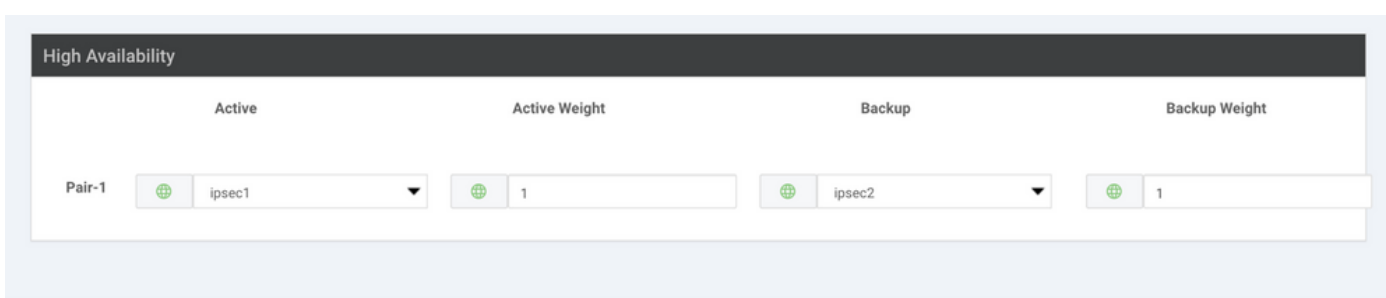 High Availability
Active Active Weight Backup Backup Weight
Pair-1 ipsec1 1 ipsec2 1